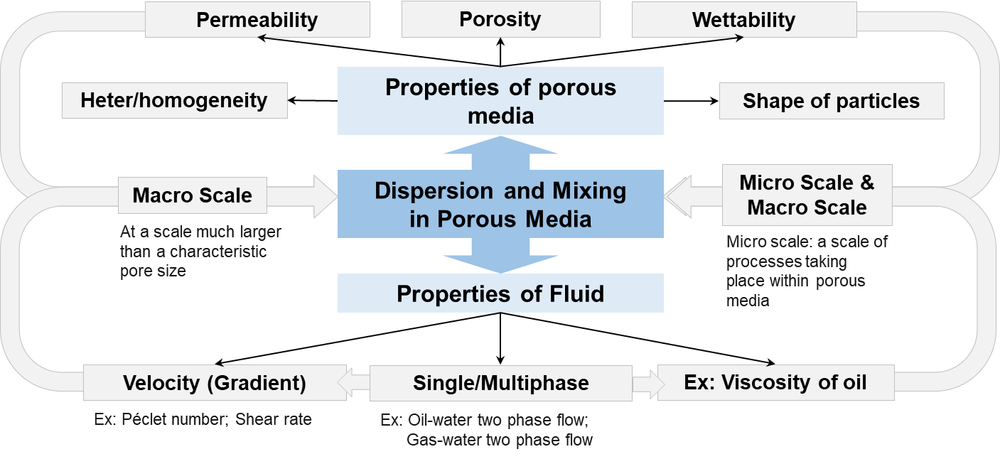 Permeability
Porosity
Wettability
Heter/homogeneity
Properties of porous
media
Shape of particles
Macro Scale
At a scale much larger
than a characteristic
pore size
Dispersion and Mixing
in Porous Media
Micro Scale &
Macro Scale
Micro scale: a scale of
processes taking
place within porous
media
Properties of Fluid
Velocity (Gradient)
Ex: Péclet number; Shear rate
Single/Multiphase
Ex: Oil-water two phase flow;
Gas-water two phase flow
Ex: Viscosity of oil